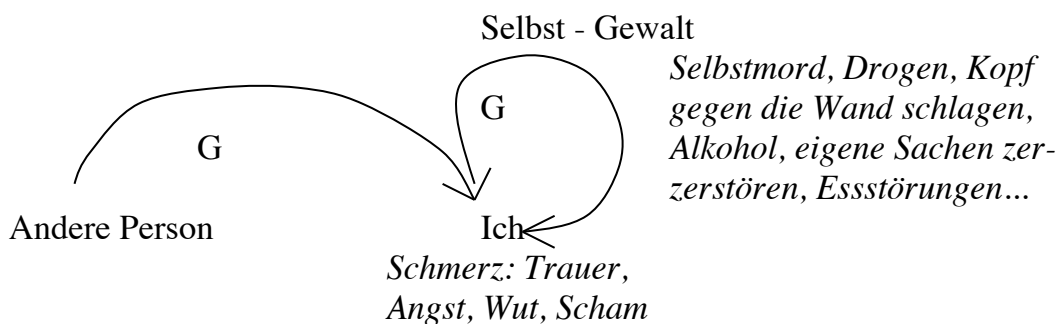 Selbst - Gewalt
Selbstmord, Drogen, Kopf
gegen die Wand schlagen,
Alkohol, eigene Sachen zer-
zerstören, Essstörungen...
G
G
Andere Person
Ich
Schmerz: Trauer,
Angst, Wut, Scham